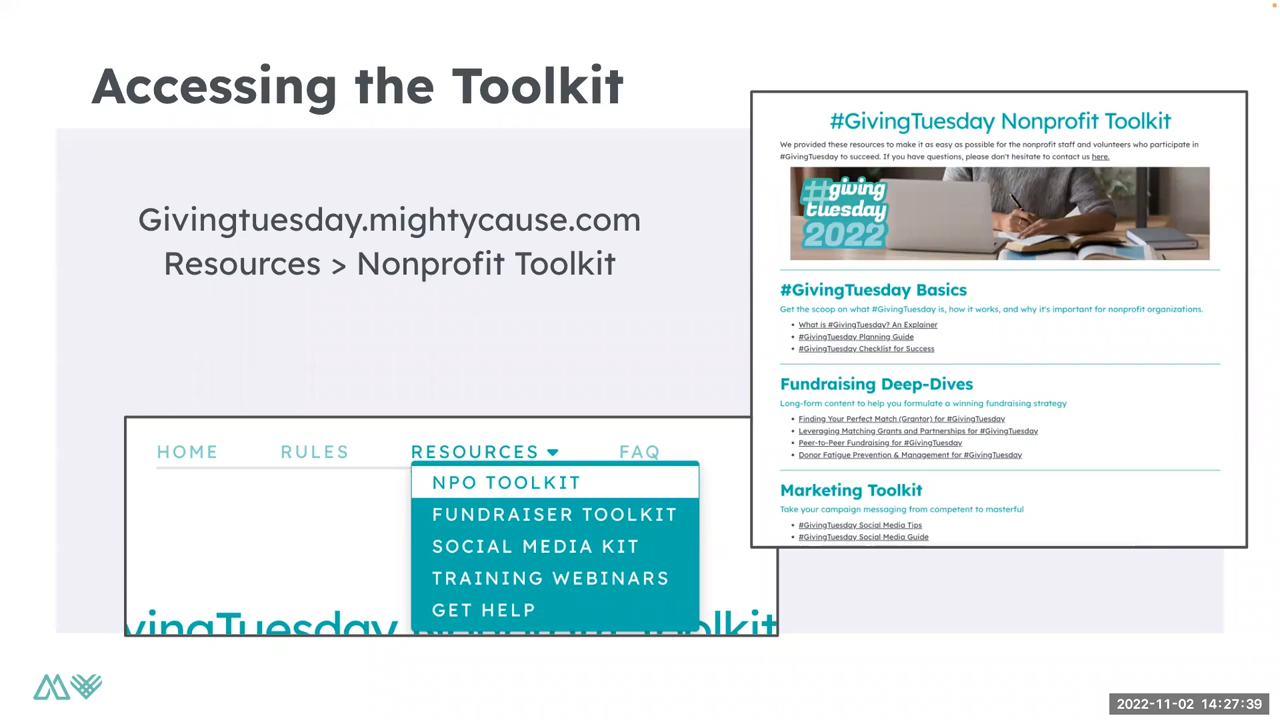 Accessing the Toolkit
Givingtuesday.mightycause.com
Resources > Nonprofit Toolkit
HOME RULES RESOURCES FAQ
NPO TOOLKIT
FUNDRAISER TOOLKIT
SOCIAL MEDIA KIT
TRAINING WEBINARS
GET HELP
#GivingTuesday Nonprofit Toolkit
We provided these resources to make it as easy as possible for the nonprofit staff and volunteers who participate in
#GivingTuesday to succeed. If you have questions, please don't hesitate to contact us here.
#giving
tuesday
2022
#GivingTuesday Basics
Get the scoop on what #GivingTuesday is, how it works, and why it's important for nonprofit organizations.
• What is #GivingTuesday? An Explainer
• #GivingTuesday Planning Guide
• #GivingTuesday Checklist for Success
Fundraising Deep-Dives
Long-form content to help you formulate a winning fundraising strategy
• Finding Your Perfect Match (Grantor) for #GivingTuesday
• Leveraging Matching Grants and Partnerships for #GivingTuesday
• Peer-to-Peer Fundraising for #GivingTuesday
• Donor Fatigue Prevention & Management for #GivingTuesday
Marketing Toolkit
Take your campaign messaging from competent to masterful
• #GivingTuesday Social Media Tips
• #GivingTuesday Social Media Guide
2022-11-02 14:27:39